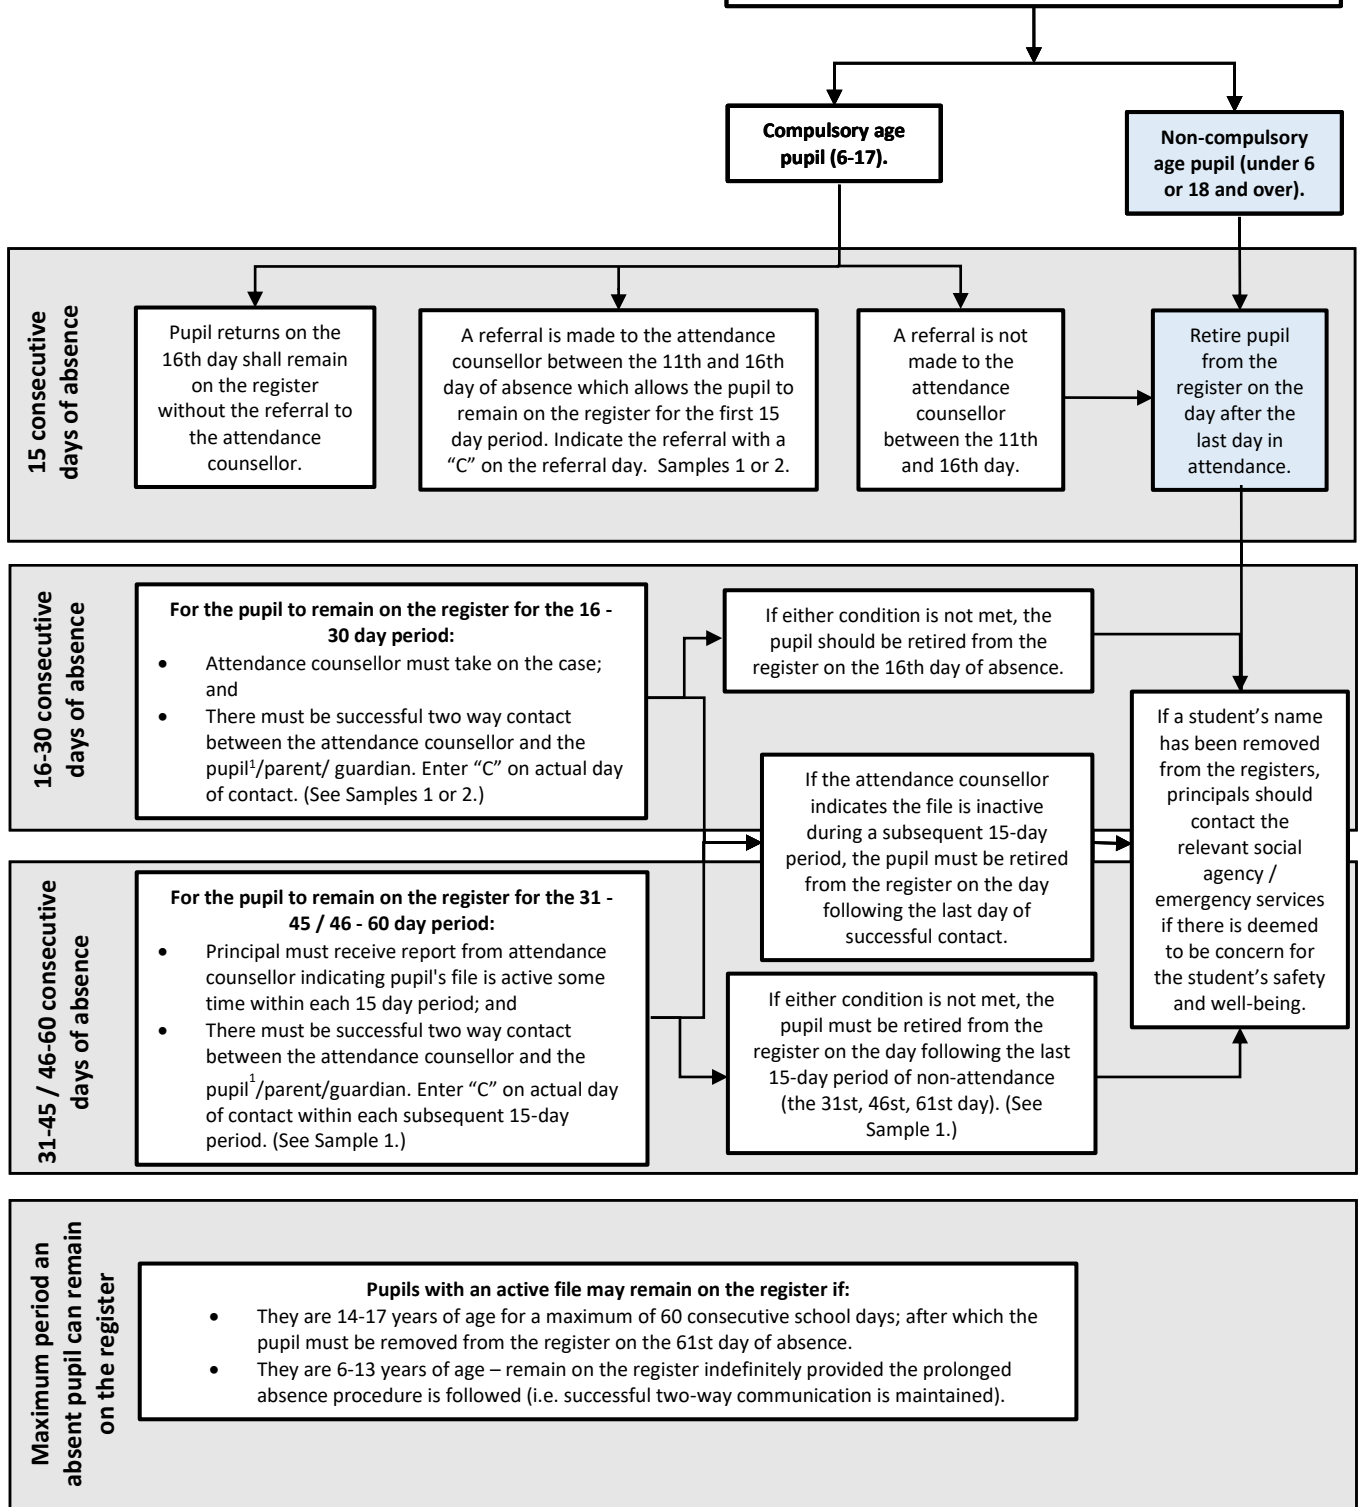 Compulsory age
pupil (6-17).
Non-compulsory
age pupil (under 6
or 18 and over).
15 consecutive
days of absence
Pupil returns on the
16th day shall remain
on the register
without the referral to
the attendance
counsellor.
A referral is made to the attendance
counsellor between the 11th and 16th
day of absence which allows the pupil to
remain on the register for the first 15
day period. Indicate the referral with a
“C” on the referral day.  Samples 1 or 2.
A referral is not
made to the
attendance
counsellor
between the 11th
and 16th day.
Retire pupil
from the
register on the
day after the
last day in
attendance.
16-30 consecutive
days of absence
For the pupil to remain on the register for the 16 -
30 day period:
• Attendance counsellor must take on the case;
and
• There must be successful two way contact
between the attendance counsellor and the
pupil¹/parent/ guardian. Enter “C” on actual day
of contact. (See Samples 1 or 2.)
If either condition is not met, the
pupil should be retired from the
register on the 16th day of absence.
If the attendance counsellor
indicates the file is inactive
during a subsequent 15-day
period, the pupil must be retired
from the register on the day
following the last day of
successful contact.
If a student’s name
has been removed
from the registers,
principals should
contact the
relevant social
agency /
emergency services
if there is deemed
to be concern for
the student’s safety
and well-being.
31-45 / 46-60 consecutive
days of absence
For the pupil to remain on the register for the 31 -
45 / 46 - 60 day period:
• Principal must receive report from attendance
counsellor indicating pupil's file is active some
time within each 15 day period; and
• There must be successful two way contact
between the attendance counsellor and the
pupil¹/parent/guardian. Enter “C” on actual day
of contact within each subsequent 15-day
period. (See Sample 1.)
If either condition is not met, the
pupil must be retired from the
register on the day following the last
15-day period of non-attendance
(the 31st, 46st, 61st day). (See
Sample 1.)
Maximum period an
absent pupil can remain
on the register
Pupils with an active file may remain on the register if:
• They are 14-17 years of age for a maximum of 60 consecutive school days; after which the
pupil must be removed from the register on the 61st day of absence.
• They are 6-13 years of age – remain on the register indefinitely provided the prolonged
absence procedure is followed (i.e. successful two-way communication is maintained).